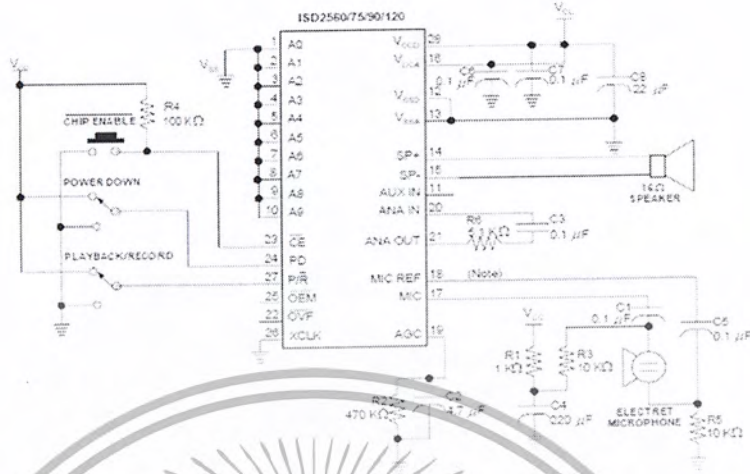 ISD2560/75/90/120
VCC
CHIP ENABLE
R4
100 KΩ
POWER DOWN
PLAYBACK/RECORD
VSS
1 A0
2 A1
3 A2
4 A3
5 A4
6 A5
7 A6
8 A7
9 A8
10 A9
23 CE
24 PD
27 P/R
25 OEM
22 OVF
26 XCLK
VCCD 28
VCCA 16
VSSD 12
VSSA 13
SP+ 14
SP- 15
AUX IN 11
ANA IN 20
ANA OUT 21
MIC REF 18 (Note)
MIC 17
AGC 19
0.1 µF
C7
0.1 µF
C8
22 µF
16Ω
SPEAKER
R6
5.1 KΩ
C3
0.1 µF
C1
0.1 µF
C5
0.1 µF
VCC
R1
1 KΩ
R3
10 KΩ
C4
220 µF
ELECTRET
MICROPHONE
R5
10 KΩ
R2
470 KΩ
C2
4.7 µF